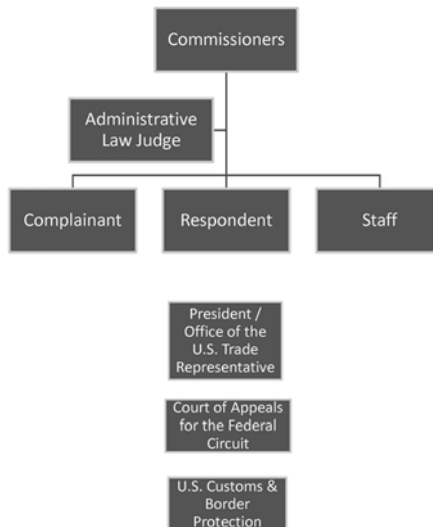 Commissioners
Administrative
Law Judge
Complainant
Respondent
Staff
President /
Office of the
U.S. Trade
Representative
Court of Appeals
for the Federal
Circuit
U.S. Customs &
Border
Protection